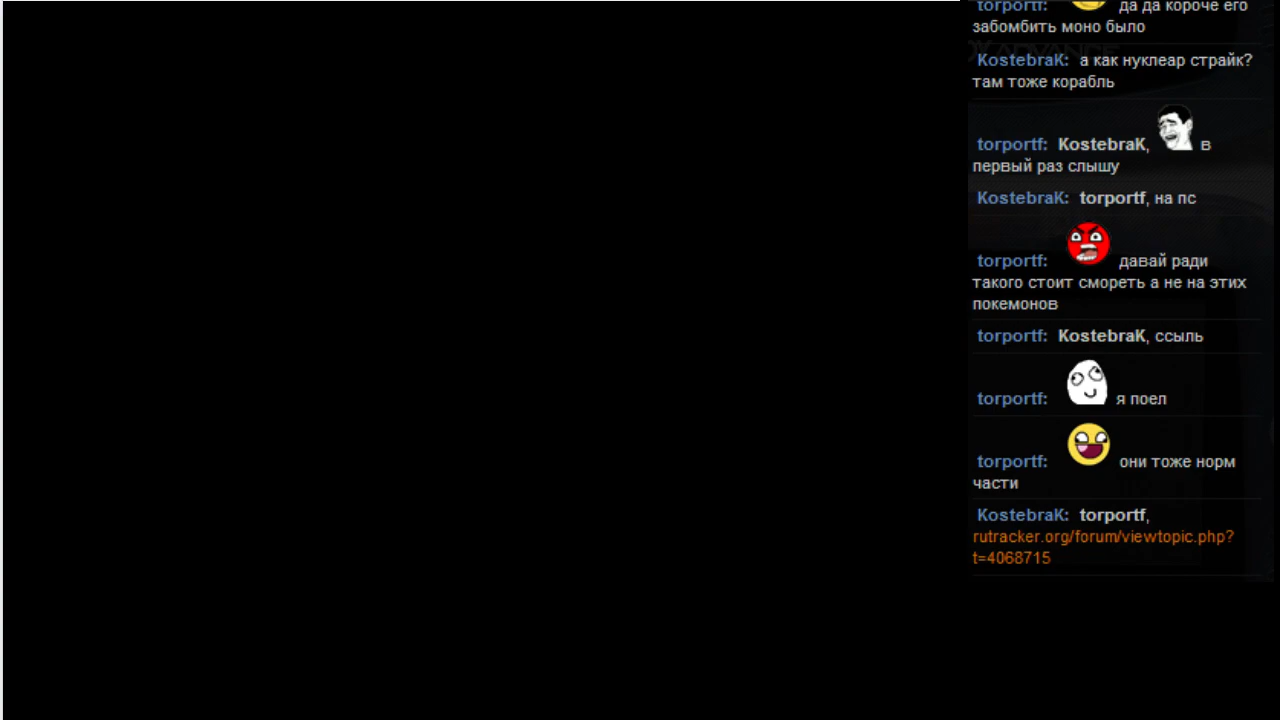 torportf: да да короче его
забомбить моно было
KostebraK: а как нуклеар страйк?
там тоже корабль
torportf: KostebraK, в
первый раз слышу
KostebraK: torportf, на пс
torportf: давай ради
такого стоит смореть а не на этих
покемонов
torportf: KostebraK, ссыль
torportf: я поел
torportf: они тоже норм
части
KostebraK: torportf,
rutracker.org/forum/viewtopic.php?
t=4068715